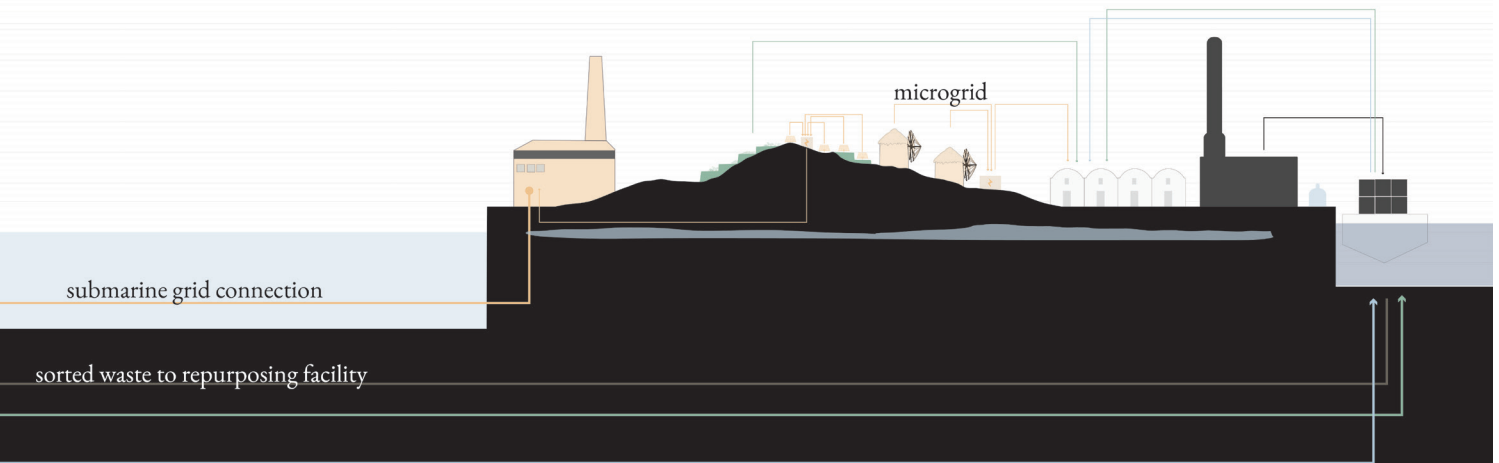 microgrid
submarine grid connection
sorted waste to repurposing facility